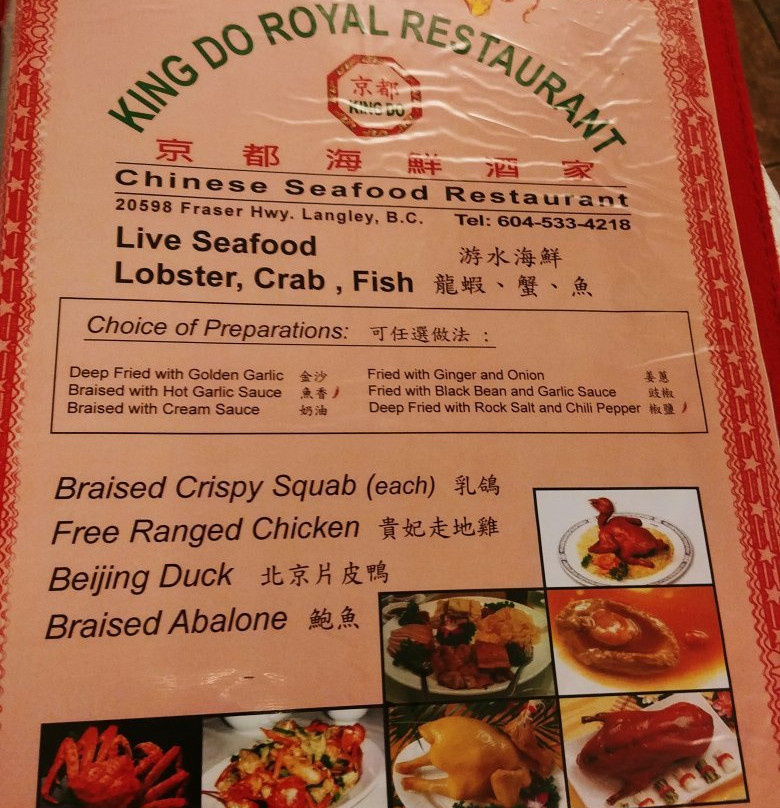 KING DO ROYAL RESTAURANT
京都
KING DO
京都海鮮酒家
Chinese Seafood Restaurant
20598 Fraser Hwy. Langley, B.C. Tel: 604-533-4218
Live Seafood 游水海鮮
Lobster, Crab , Fish 龍蝦、蟹、魚
Choice of Preparations: 可任選做法 :
Deep Fried with Golden Garlic 金沙 Fried with Ginger and Onion 姜蔥
Braised with Hot Garlic Sauce 魚香 Fried with Black Bean and Garlic Sauce 豉椒
Braised with Cream Sauce 奶油 Deep Fried with Rock Salt and Chili Pepper 椒鹽
Braised Crispy Squab (each) 乳鴿
Free Ranged Chicken 貴妃走地雞
Beijing Duck 北京片皮鴨
Braised Abalone 鮑魚